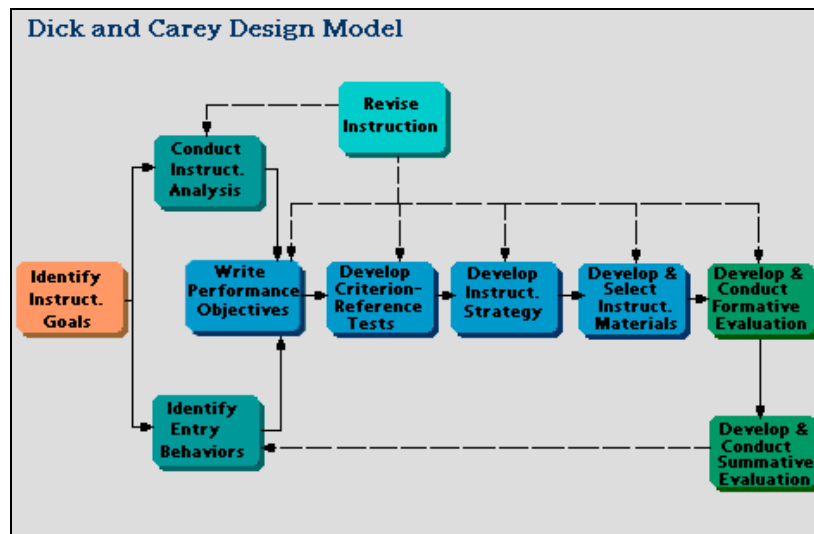 Dick and Carey Design Model
Revise
Instruction
Conduct
Instruct.
Analysis
Identify
Instruct.
Goals
Write
Performance
Objectives
Develop
Criterion-
Reference
Tests
Develop
Instruct.
Strategy
Develop &
Select
Instruct.
Materials
Develop &
Conduct
Formative
Evaluation
Identify
Entry
Behaviors
Develop &
Conduct
Summative
Evaluation